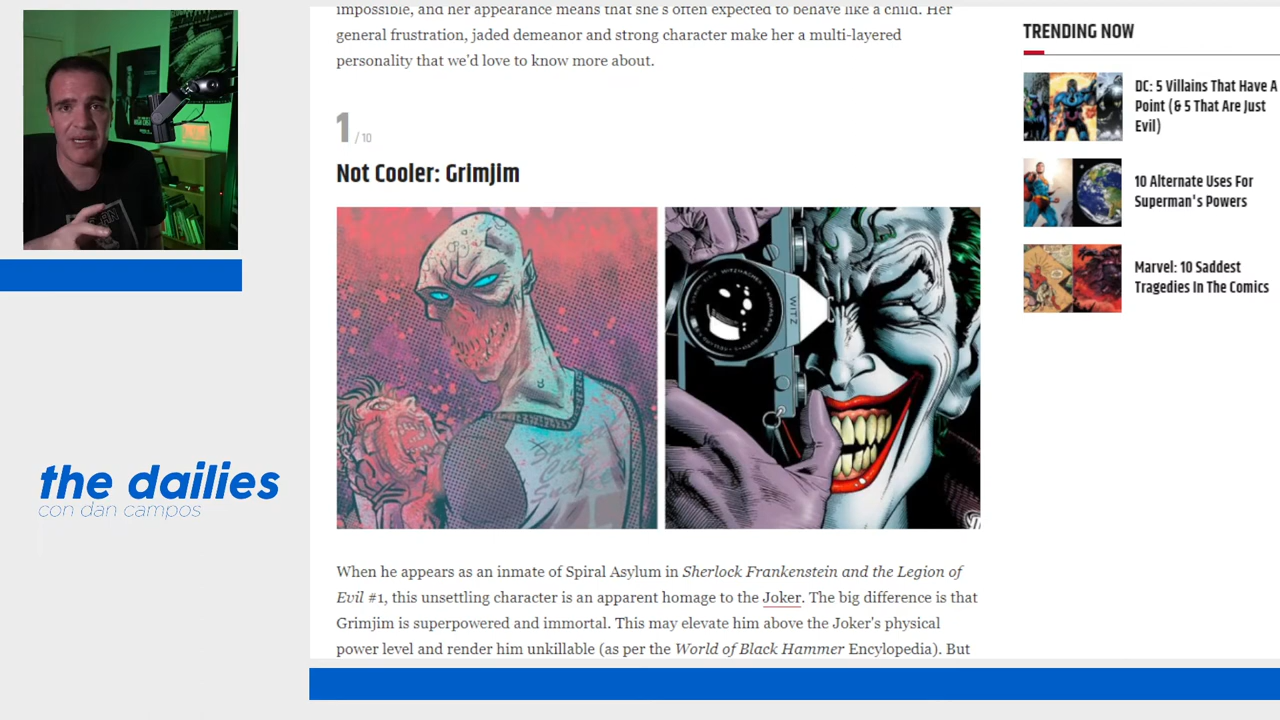 impossible, and her appearance means that she's often expected to behave like a child. Her
general frustration, jaded demeanor and strong character make her a multi-layered
personality that we'd love to know more about.
1 / 10
Not Cooler: Grimjim
WITZ
When he appears as an inmate of Spiral Asylum in Sherlock Frankenstein and the Legion of
Evil #1, this unsettling character is an apparent homage to the Joker. The big difference is that
Grimjim is superpowered and immortal. This may elevate him above the Joker's physical
power level and render him unkillable (as per the World of Black Hammer Encylopedia). But
TRENDING NOW
DC: 5 Villains That Have A
Point (& 5 That Are Just
Evil)
10 Alternate Uses For
Superman's Powers
Marvel: 10 Saddest
Tragedies In The Comics
the dailies
con dan campos